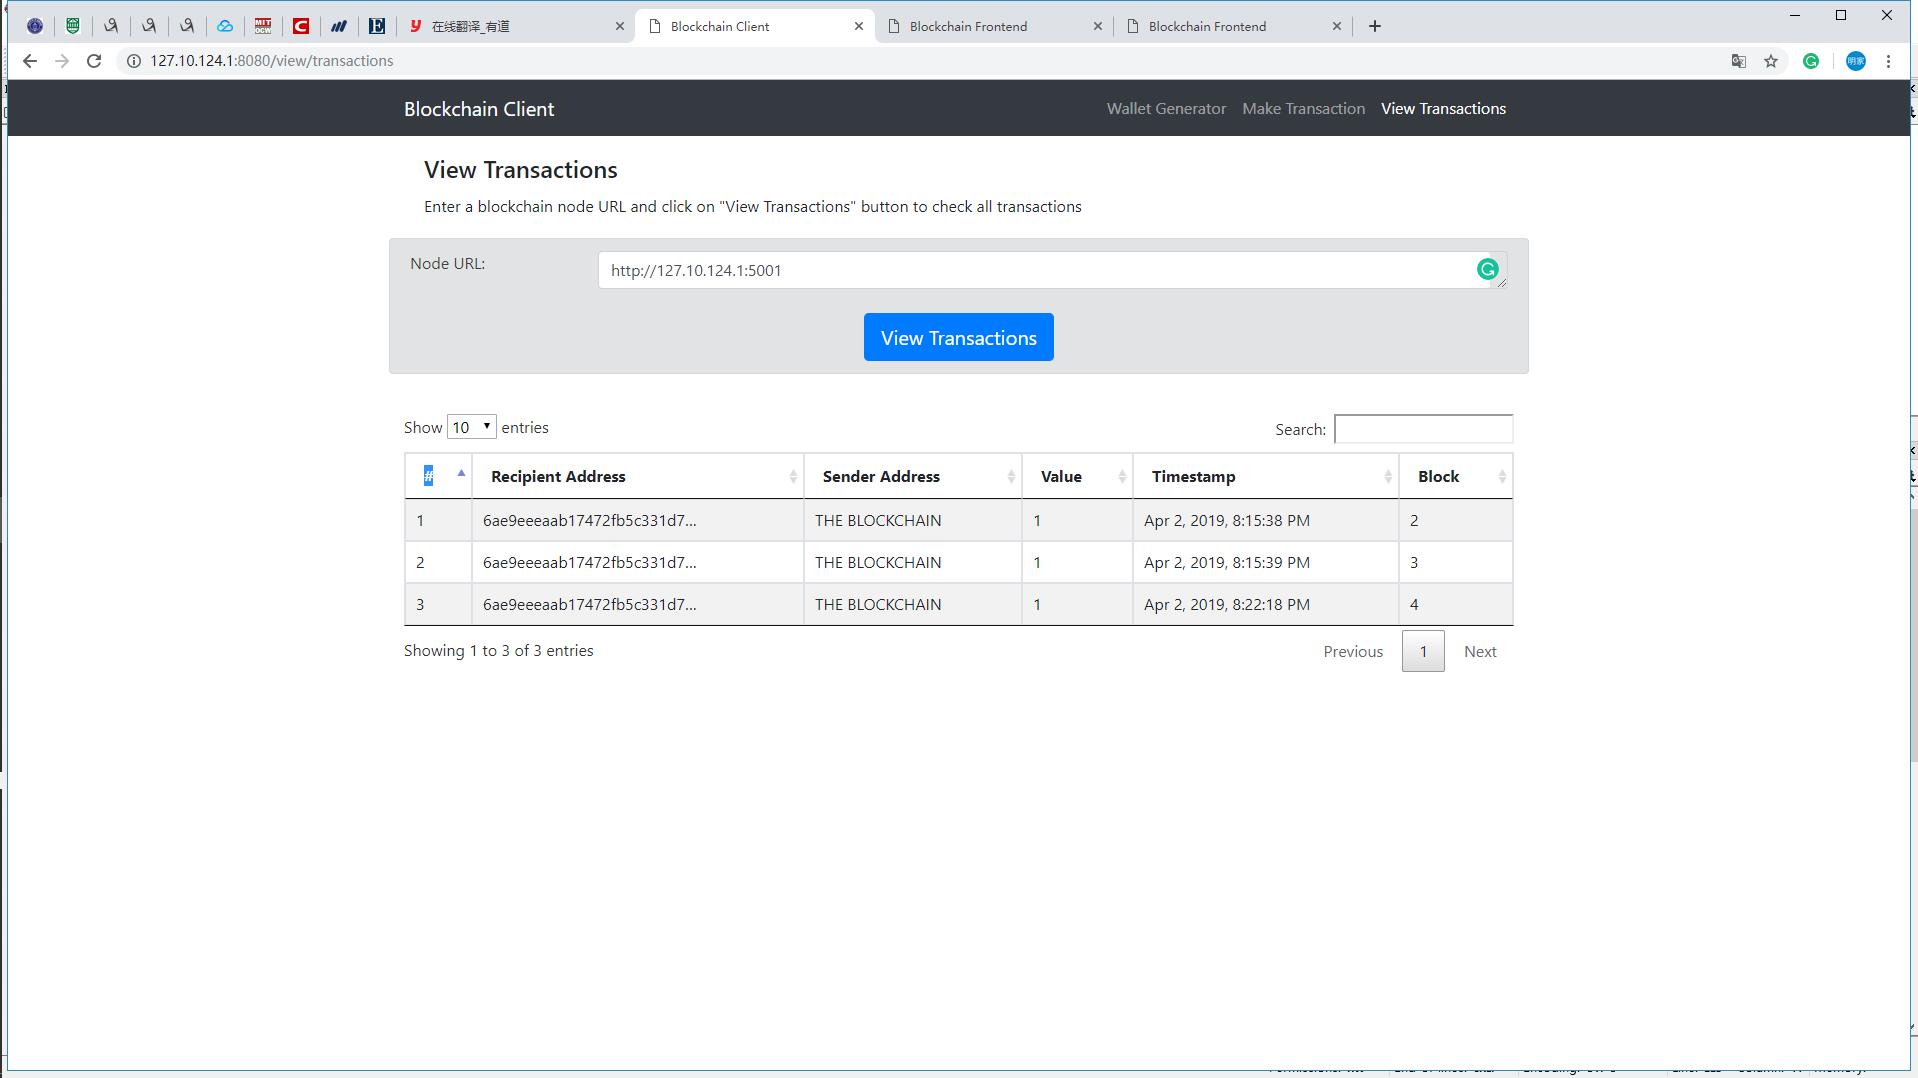 在线翻译_有道
Blockchain Client
Blockchain Frontend
Blockchain Frontend
127.10.124.1:8080/view/transactions
明家
Blockchain Client
Wallet Generator
Make Transaction
View Transactions
View Transactions
Enter a blockchain node URL and click on "View Transactions" button to check all transactions
Node URL:
http://127.10.124.1:5001
View Transactions
Show 10 entries
Search:
# Recipient Address Sender Address Value Timestamp Block
1 6ae9eeeaab17472fb5c331d7... THE BLOCKCHAIN 1 Apr 2, 2019, 8:15:38 PM 2
2 6ae9eeeaab17472fb5c331d7... THE BLOCKCHAIN 1 Apr 2, 2019, 8:15:39 PM 3
3 6ae9eeeaab17472fb5c331d7... THE BLOCKCHAIN 1 Apr 2, 2019, 8:22:18 PM 4
Showing 1 to 3 of 3 entries
Previous 1 Next